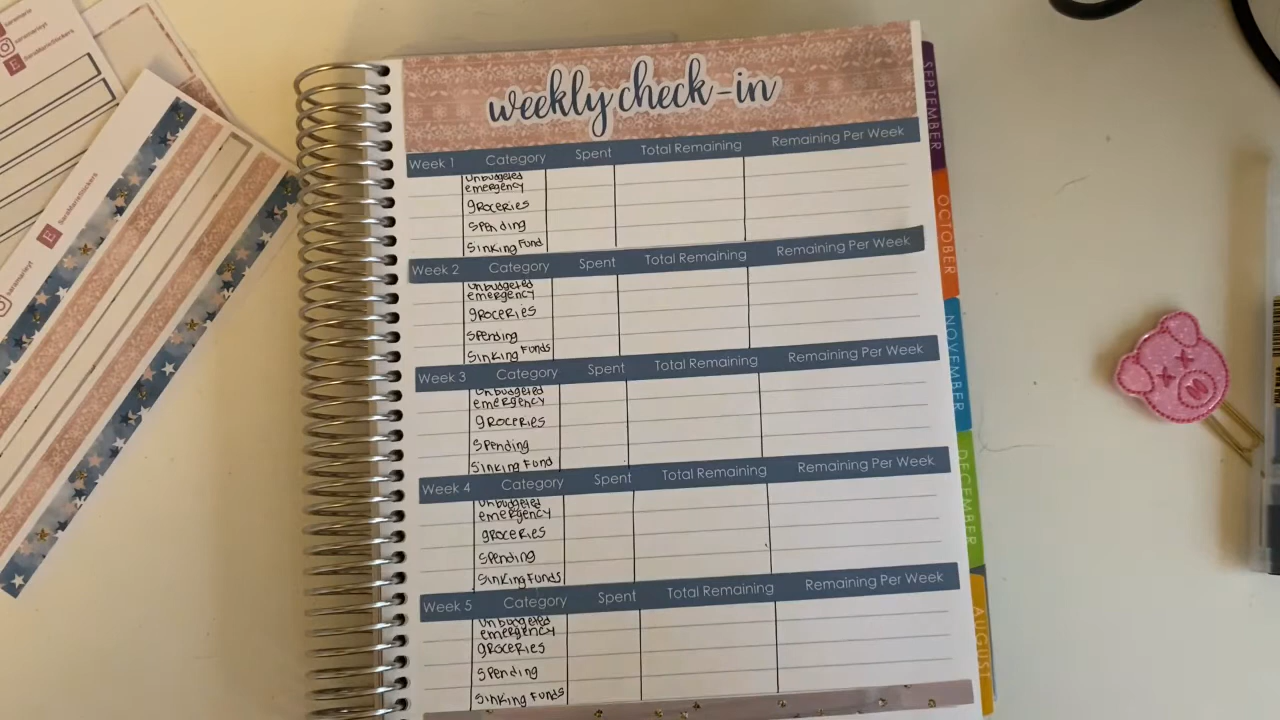 weekly check-in
Week 1 Category Spent Total Remaining Remaining Per Week
unbudgeted
emergency
groceries
Spending
Sinking Fund
Week 2 Category Spent Total Remaining Remaining Per Week
unbudgeted
emergency
groceries
Spending
Sinking Funds
Week 3 Category Spent Total Remaining Remaining Per Week
unbudgeted
emergency
groceries
Spending
Sinking Fund
Week 4 Category Spent Total Remaining Remaining Per Week
unbudgeted
emergency
groceries
Spending
Sinking Funds
Week 5 Category Spent Total Remaining Remaining Per Week
unbudgeted
emergency
groceries
Spending
Sinking Funds
SEPTEMBER
OCTOBER
NOVEMBER
DECEMBER
AUGUST
E
E